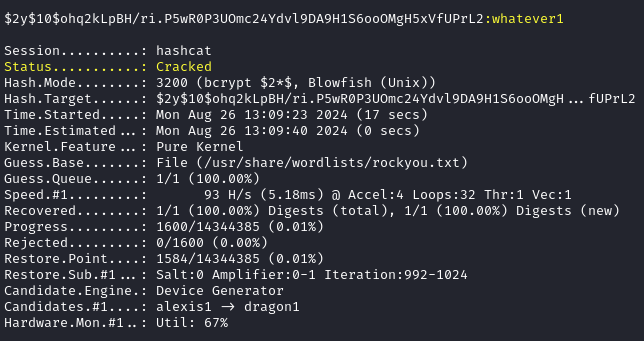 $2y$10$ohq2kLpBH/ri.P5wR0P3UOmc24Ydvl9DA9H1S6ooOMgH5xVfUPrL2:whatever1
Session..........: hashcat
Status...........: Cracked
Hash.Mode........: 3200 (bcrypt $2*$, Blowfish (Unix))
Hash.Target......: $2y$10$ohq2kLpBH/ri.P5wR0P3UOmc24Ydvl9DA9H1S6ooOMgH...fUPrL2
Time.Started.....: Mon Aug 26 13:09:23 2024 (17 secs)
Time.Estimated...: Mon Aug 26 13:09:40 2024 (0 secs)
Kernel.Feature...: Pure Kernel
Guess.Base.......: File (/usr/share/wordlists/rockyou.txt)
Guess.Queue......: 1/1 (100.00%)
Speed.#1.........:       93 H/s (5.18ms) @ Accel:4 Loops:32 Thr:1 Vec:1
Recovered........: 1/1 (100.00%) Digests (total), 1/1 (100.00%) Digests (new)
Progress.........: 1600/14344385 (0.01%)
Rejected.........: 0/1600 (0.00%)
Restore.Point....: 1584/14344385 (0.01%)
Restore.Sub.#1...: Salt:0 Amplifier:0-1 Iteration:992-1024
Candidate.Engine.: Device Generator
Candidates.#1....: alexis1 -> dragon1
Hardware.Mon.#1..: Util: 67%